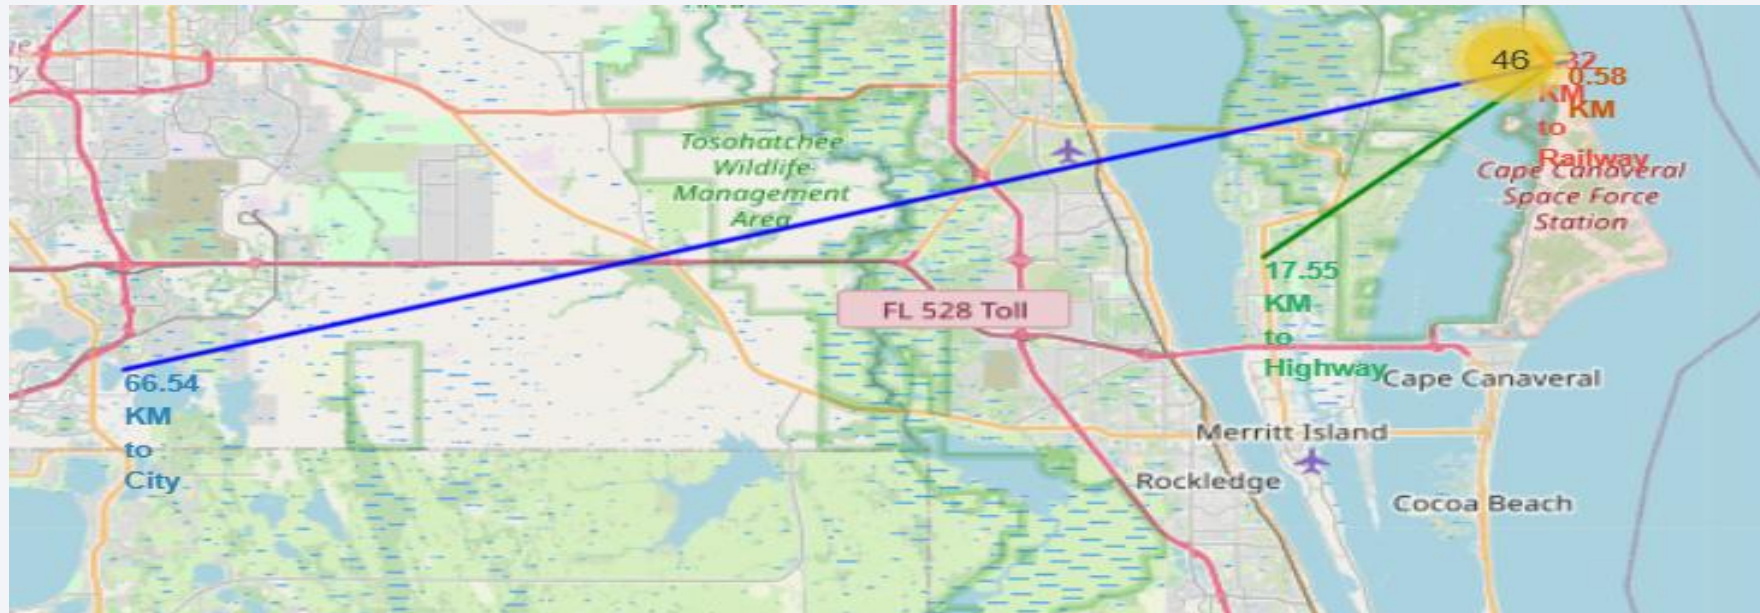 Area
46
32
KM
to
Railway
0.58
KM
Tosohatchee
Wildlife
Management
Area
Cape Canaveral
Space Force
Station
17.55
KM
to
Highway
FL 528 Toll
66.54
KM
to
City
Cape Canaveral
Merritt Island
Rockledge
Cocoa Beach